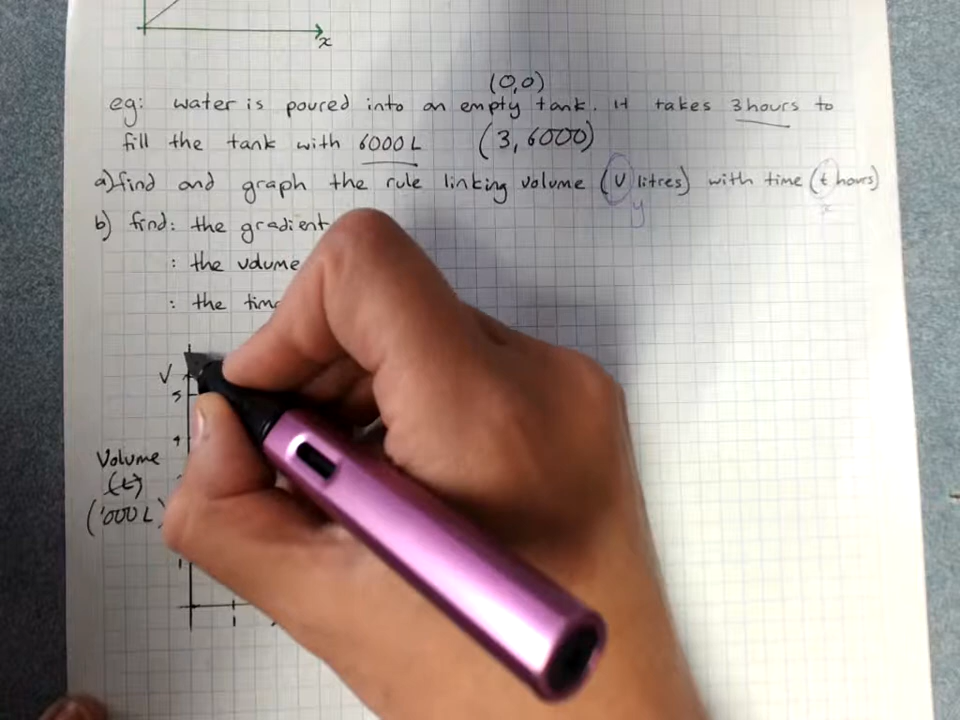 x
(0,0)
eg: water is poured into an empty tank. It takes 3 hours to
fill the tank with 6000 L (3, 6000)
a) find and graph the rule linking volume (V litres) with time (t hours)
y x
b) find: the gradient
: the volume
: the time
V
5
4
Volume
('000 L)
1
1